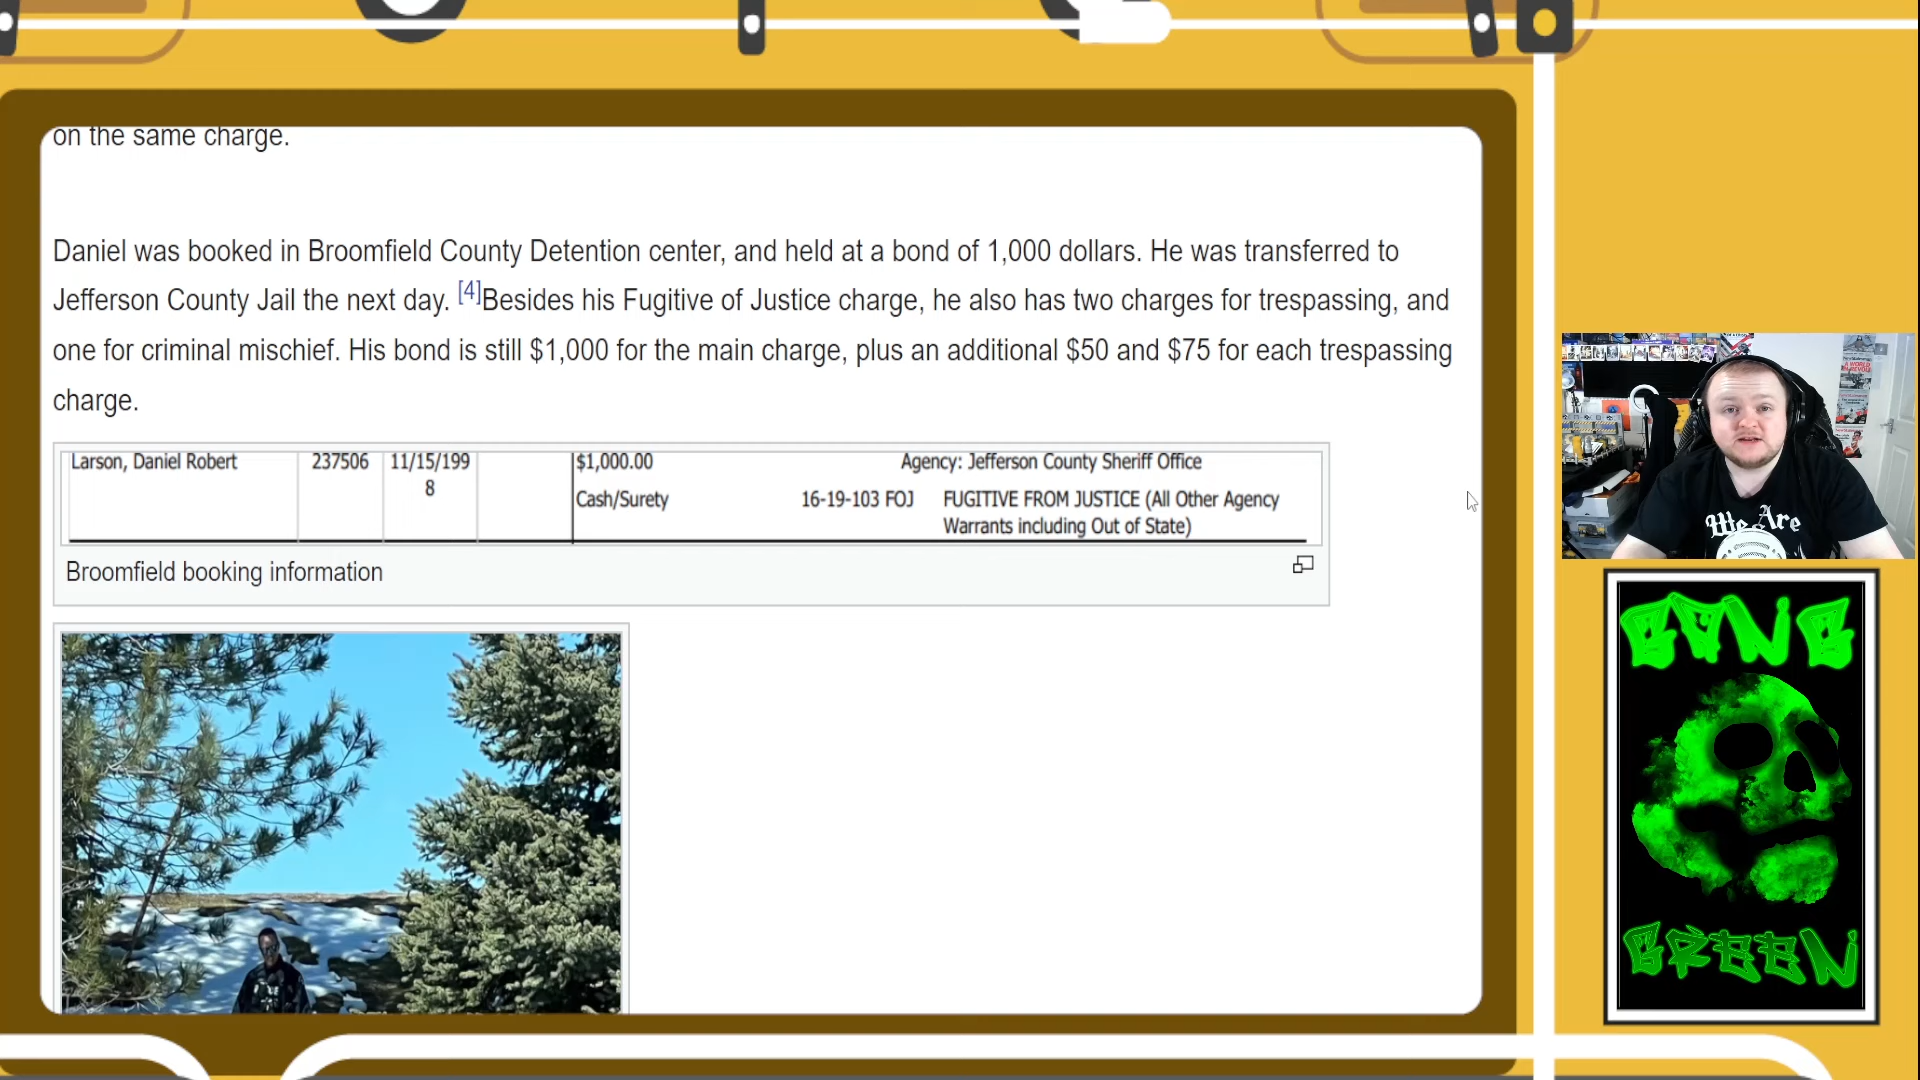 on the same charge.
Daniel was booked in Broomfield County Detention center, and held at a bond of 1,000 dollars. He was transferred to
Jefferson County Jail the next day. [4]Besides his Fugitive of Justice charge, he also has two charges for trespassing, and
one for criminal mischief. His bond is still $1,000 for the main charge, plus an additional $50 and $75 for each trespassing
charge.
Larson, Daniel Robert 237506 11/15/199 $1,000.00 Agency: Jefferson County Sheriff Office
8
Cash/Surety 16-19-103 FOJ FUGITIVE FROM JUSTICE (All Other Agency
Warrants including Out of State)
Broomfield booking information
We Are
GANG
GREEN